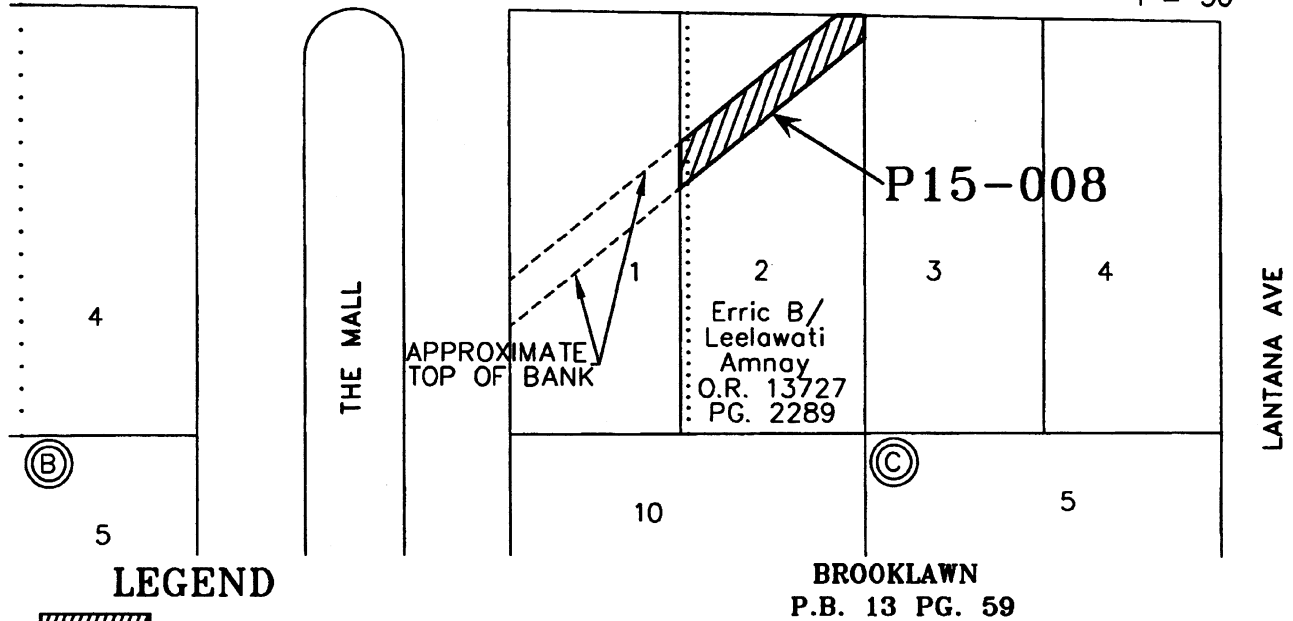 P15-008
1
2
3
4
4
Erric B/
Leelawati
Amnay
O.R. 13727
PG. 2289
THE MALL
APPROXIMATE
TOP OF BANK
LANTANA AVE
B
C
5
10
5
LEGEND
BROOKLAWN
P.B. 13 PG. 59